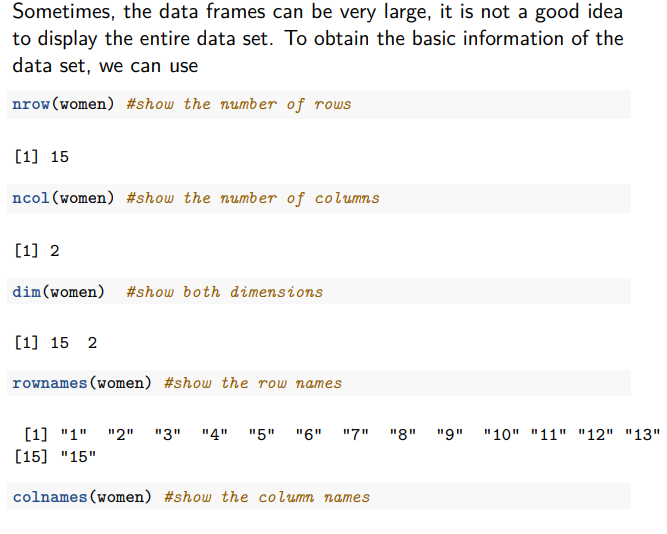 Sometimes, the data frames can be very large, it is not a good idea
to display the entire data set. To obtain the basic information of the
data set, we can use
nrow(women) #show the number of rows
[1] 15
ncol(women) #show the number of columns
[1] 2
dim(women)  #show both dimensions
[1] 15  2
rownames(women) #show the row names
 [1] "1"  "2"  "3"  "4"  "5"  "6"  "7"  "8"  "9"  "10" "11" "12" "13"
[15] "15"
colnames(women) #show the column names